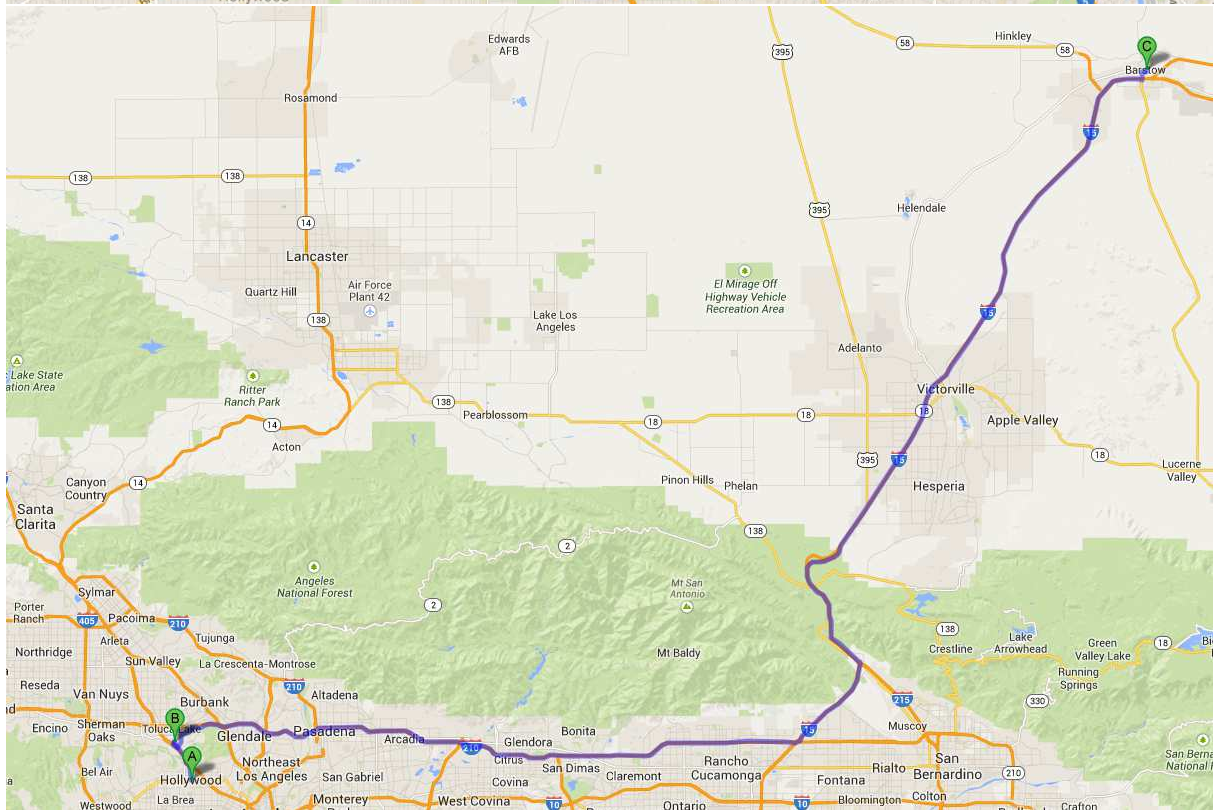 Hollywood
5
Edwards
AFB
395
58
Hinkley
58
C
Barstow
Rosamond
15
138
138
14
395
Helendale
Lancaster
Quartz Hill
Air Force
Plant 42
El Mirage Off
Highway Vehicle
Recreation Area
138
Lake Los
Angeles
15
Adelanto
Lake State
ation Area
Ritter
Ranch Park
Victorville
138
Pearblossom
18
18
18
Apple Valley
14
Acton
395
15
18
Lucerne
Valley
Canyon
Country
14
Pinon Hills
Phelan
Hesperia
Santa
Clarita
138
2
Angeles
National Forest
Mt San
Antonio
Sylmar
2
Porter
Ranch
405
Pacoima
210
Arleta
Tujunga
138
Crestline
Lake
Arrowhead
Green
Valley Lake
18
Bi
Northridge
Sun Valley
La Crescenta-Montrose
Mt Baldy
Running
Springs
Reseda
Van Nuys
210
Altadena
215
330
Burbank
B
Encino
Sherman
Oaks
Toluca Lake
Glendale
Pasadena
Arcadia
210
Glendora
Bonita
15
Muscoy
San Berna
National F
A
Bel Air
Hollywood
Northeast
Los Angeles
San Gabriel
Citrus
Covina
San Dimas
Claremont
Rancho
Cucamonga
Fontana
Rialto
San
Bernardino
210
Westwood
La Brea
Monterey
West Covina
10
Ontario
10
Bloomington
Colton
Crafton